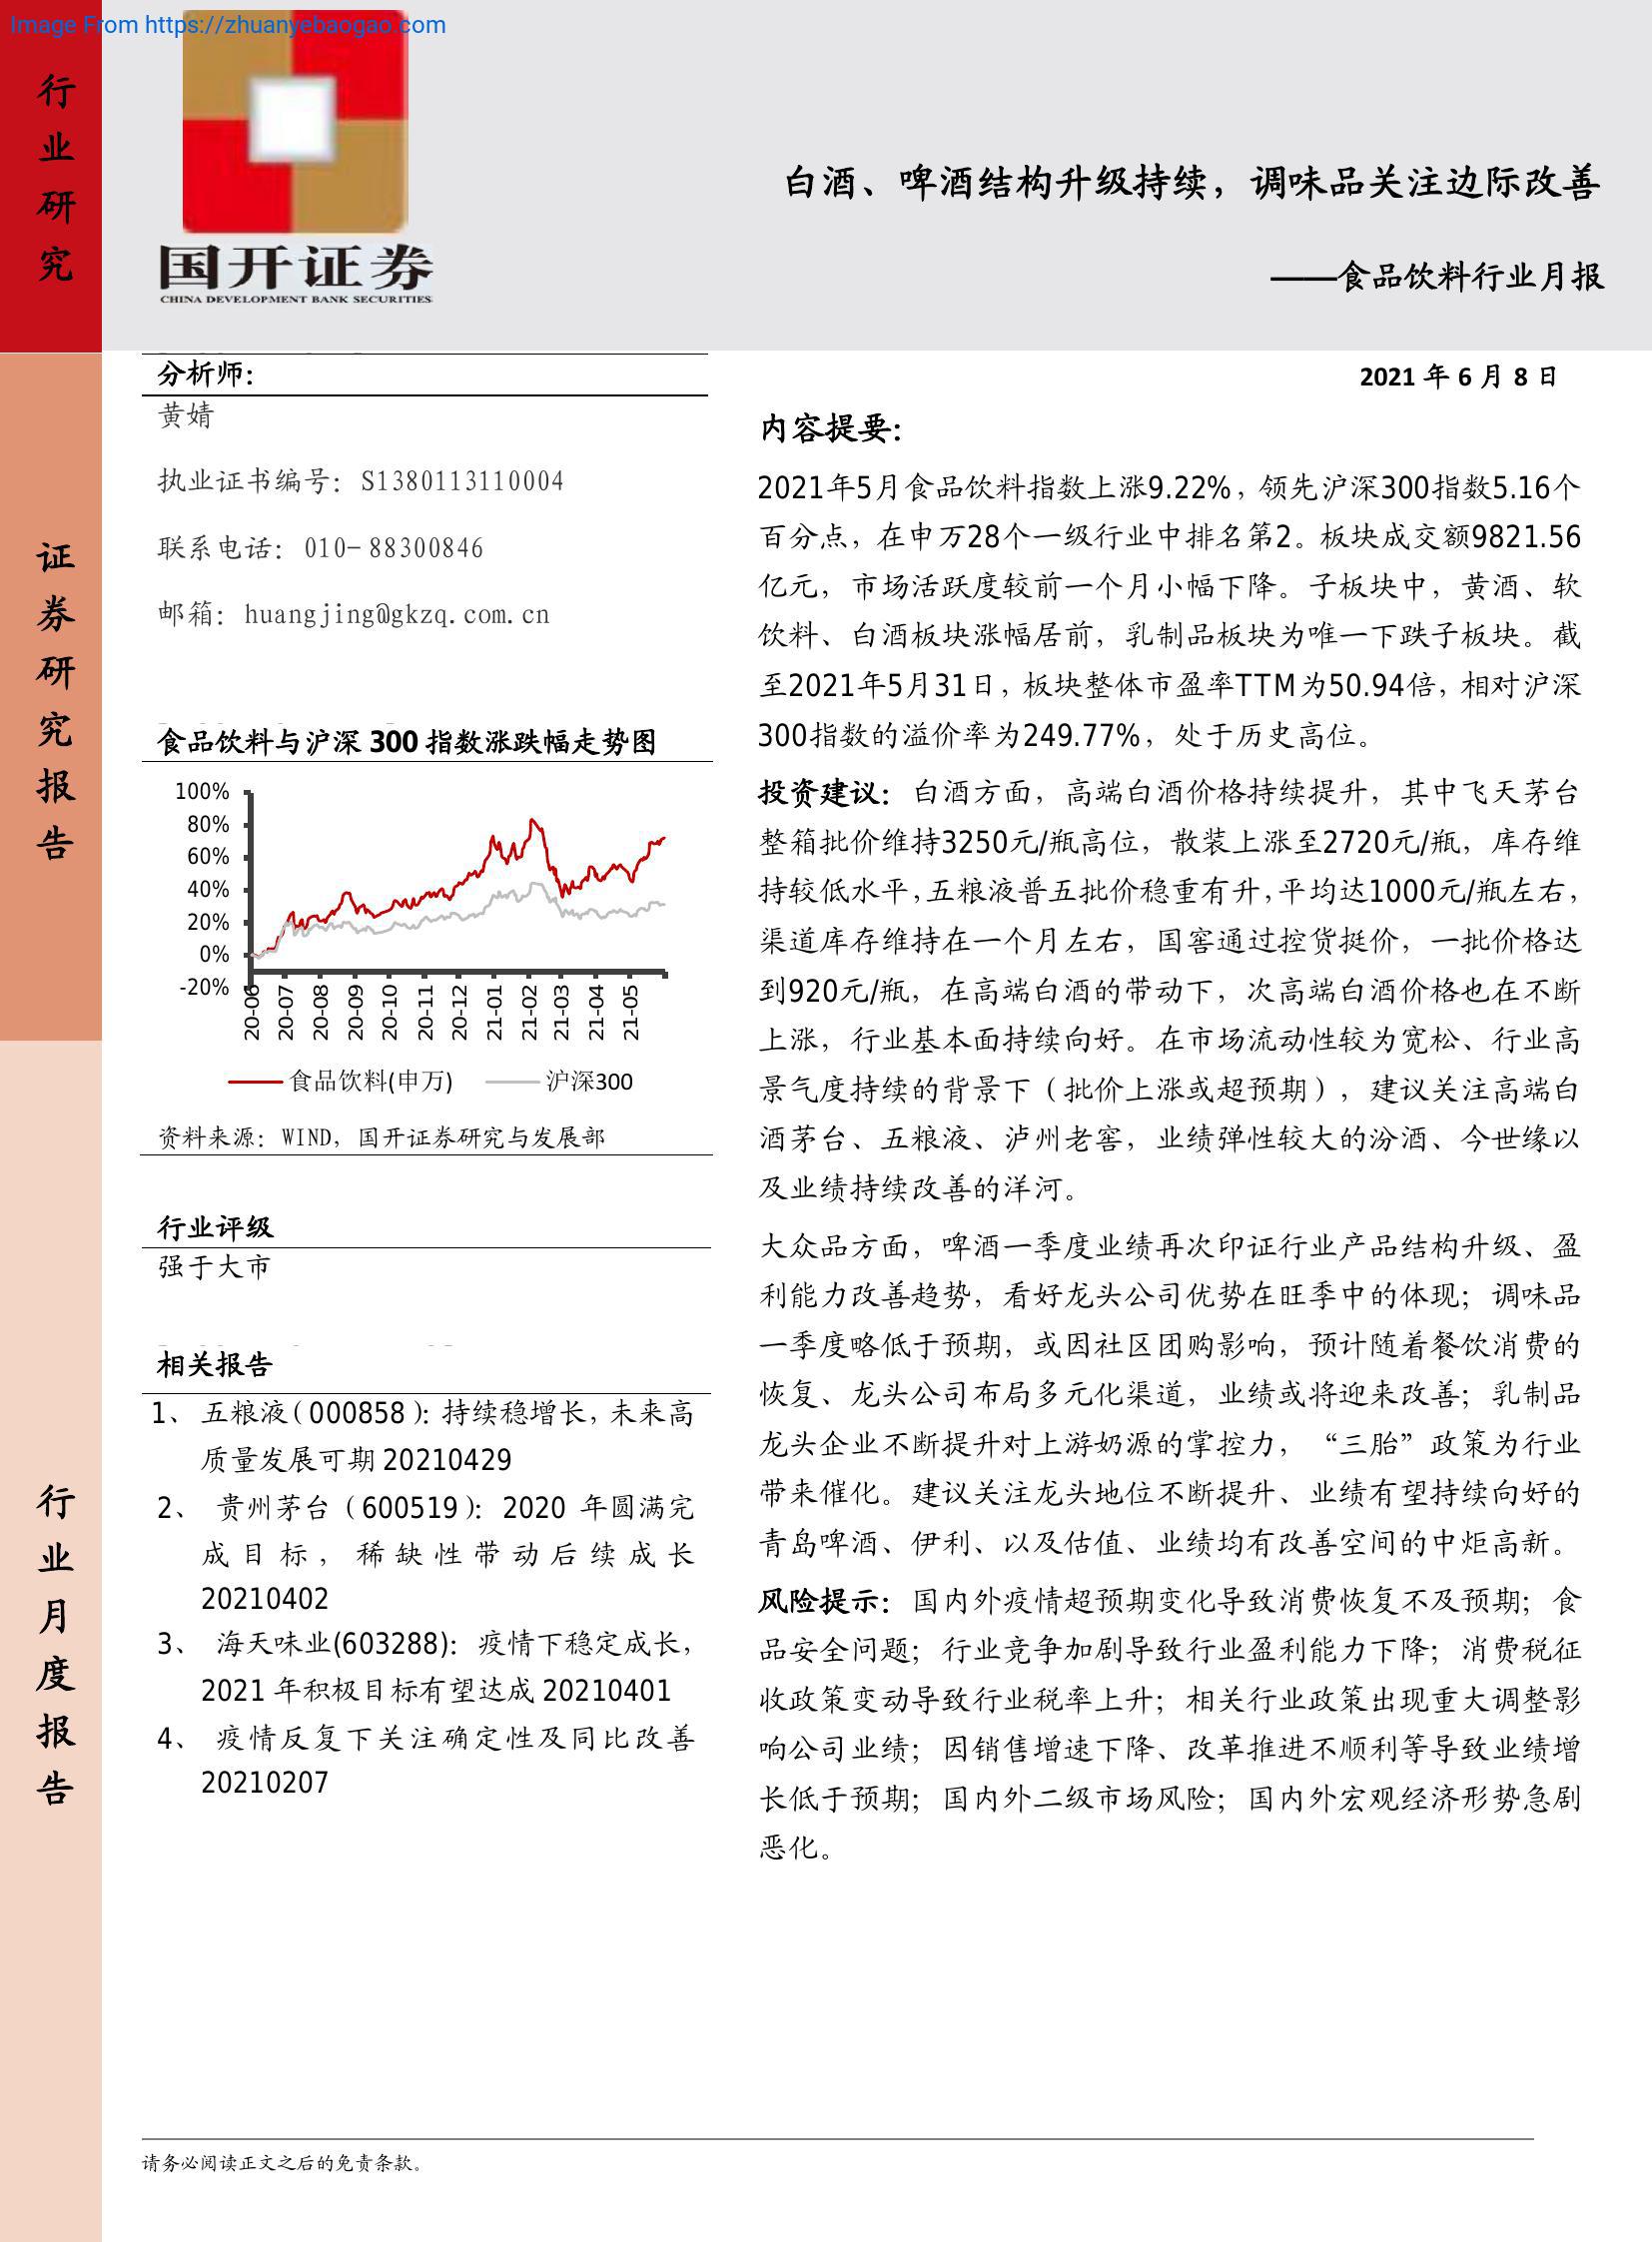 Image From https://zhuanyebaogao.com
行业研究
证券研究报告
行业月度报告
国开证券
CHINA DEVELOPMENT BANK SECURITIES
白酒、啤酒结构升级持续，调味品关注边际改善
——食品饮料行业月报
分析师：
黄婧
执业证书编号：S1380113110004
联系电话：010-88300846
邮箱：huangjing@gkzq.com.cn
食品饮料与沪深 300 指数涨跌幅走势图
100%
80%
60%
40%
20%
0%
-20%
20-06
20-07
20-08
20-09
20-10
20-11
20-12
21-01
21-02
21-03
21-04
21-05
食品饮料(申万)
沪深300
资料来源：WIND，国开证券研究与发展部
行业评级
强于大市
相关报告
1、 五粮液（000858）：持续稳增长，未来高
质量发展可期 20210429
2、 贵州茅台（600519）：2020 年圆满完
成目标，稀缺性带动后续成长
20210402
3、 海天味业(603288)：疫情下稳定成长，
2021 年积极目标有望达成 20210401
4、 疫情反复下关注确定性及同比改善
20210207
2021 年 6 月 8 日
内容提要：
2021年5月食品饮料指数上涨9.22%，领先沪深300指数5.16个
百分点，在申万28个一级行业中排名第2。板块成交额9821.56
亿元，市场活跃度较前一个月小幅下降。子板块中，黄酒、软
饮料、白酒板块涨幅居前，乳制品板块为唯一下跌子板块。截
至2021年5月31日，板块整体市盈率TTM为50.94倍，相对沪深
300指数的溢价率为249.77%，处于历史高位。
投资建议：白酒方面，高端白酒价格持续提升，其中飞天茅台
整箱批价维持3250元/瓶高位，散装上涨至2720元/瓶，库存维
持较低水平，五粮液普五批价稳重有升，平均达1000元/瓶左右，
渠道库存维持在一个月左右，国窖通过控货挺价，一批价格达
到920元/瓶，在高端白酒的带动下，次高端白酒价格也在不断
上涨，行业基本面持续向好。在市场流动性较为宽松、行业高
景气度持续的背景下（批价上涨或超预期），建议关注高端白
酒茅台、五粮液、泸州老窖，业绩弹性较大的汾酒、今世缘以
及业绩持续改善的洋河。
大众品方面，啤酒一季度业绩再次印证行业产品结构升级、盈
利能力改善趋势，看好龙头公司优势在旺季中的体现；调味品
一季度略低于预期，或因社区团购影响，预计随着餐饮消费的
恢复、龙头公司布局多元化渠道，业绩或将迎来改善；乳制品
龙头企业不断提升对上游奶源的掌控力，“三胎”政策为行业
带来催化。建议关注龙头地位不断提升、业绩有望持续向好的
青岛啤酒、伊利、以及估值、业绩均有改善空间的中炬高新。
风险提示：国内外疫情超预期变化导致消费恢复不及预期；食
品安全问题；行业竞争加剧导致行业盈利能力下降；消费税征
收政策变动导致行业税率上升；相关行业政策出现重大调整影
响公司业绩；因销售增速下降、改革推进不顺利等导致业绩增
长低于预期；国内外二级市场风险；国内外宏观经济形势急剧
恶化。
请务必阅读正文之后的免责条款。